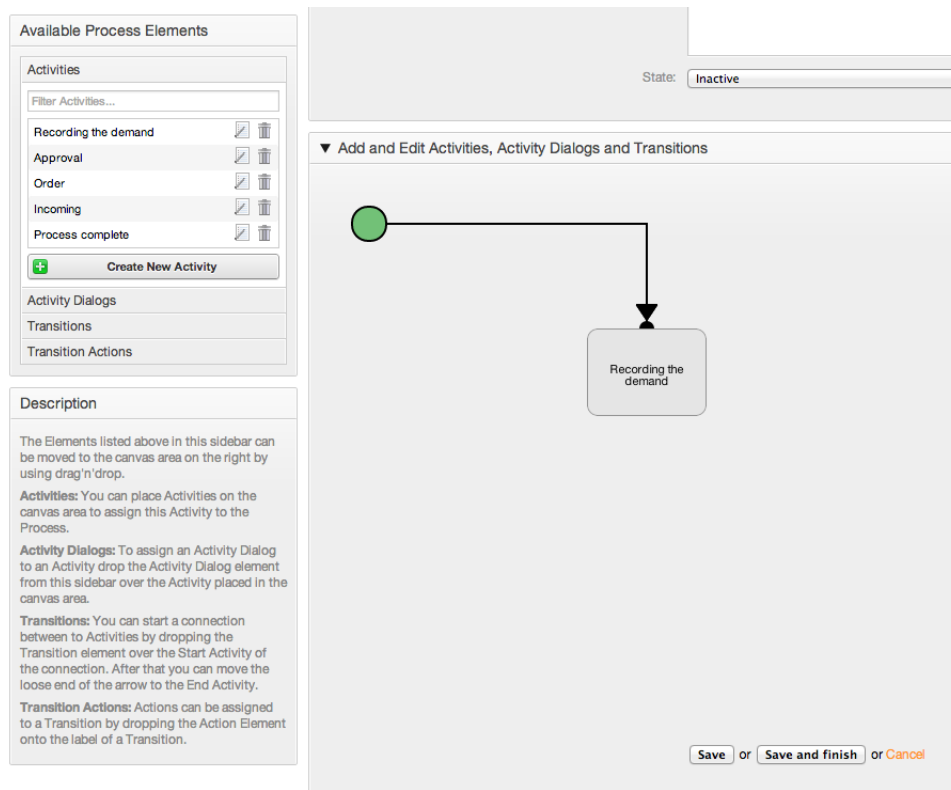 Available Process Elements
Activities
Filter Activities...
Recording the demand
Approval
Order
Incoming
Process complete
Create New Activity
Activity Dialogs
Transitions
Transition Actions
Description
The Elements listed above in this sidebar can
be moved to the canvas area on the right by
using drag'n'drop.
Activities: You can place Activities on the
canvas area to assign this Activity to the
Process.
Activity Dialogs: To assign an Activity Dialog
to an Activity drop the Activity Dialog element
from this sidebar over the Activity placed in the
canvas area.
Transitions: You can start a connection
between to Activities by dropping the
Transition element over the Start Activity of
the connection. After that you can move the
loose end of the arrow to the End Activity.
Transition Actions: Actions can be assigned
to a Transition by dropping the Action Element
onto the label of a Transition.
State: Inactive
▼ Add and Edit Activities, Activity Dialogs and Transitions
Recording the
demand
Save or Save and finish or Cancel